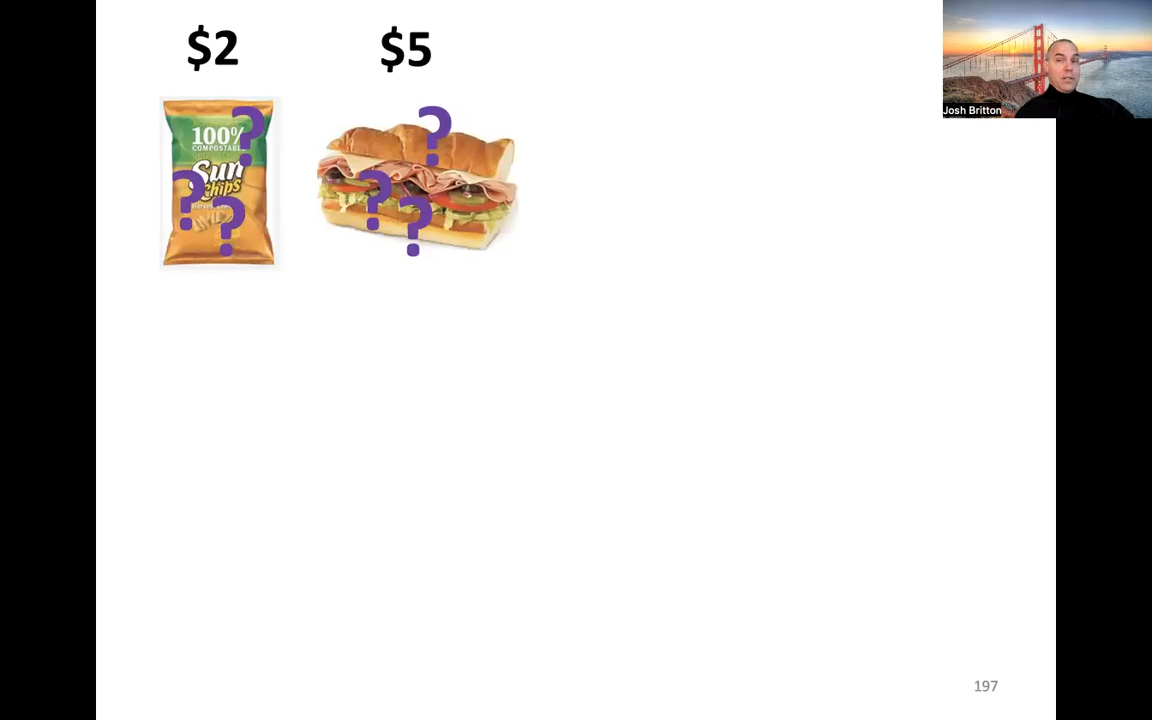 $2 $5
Josh Britton
100%
COMPOSTABLE
Sun
Chips
? ? ?
? ? ?
197